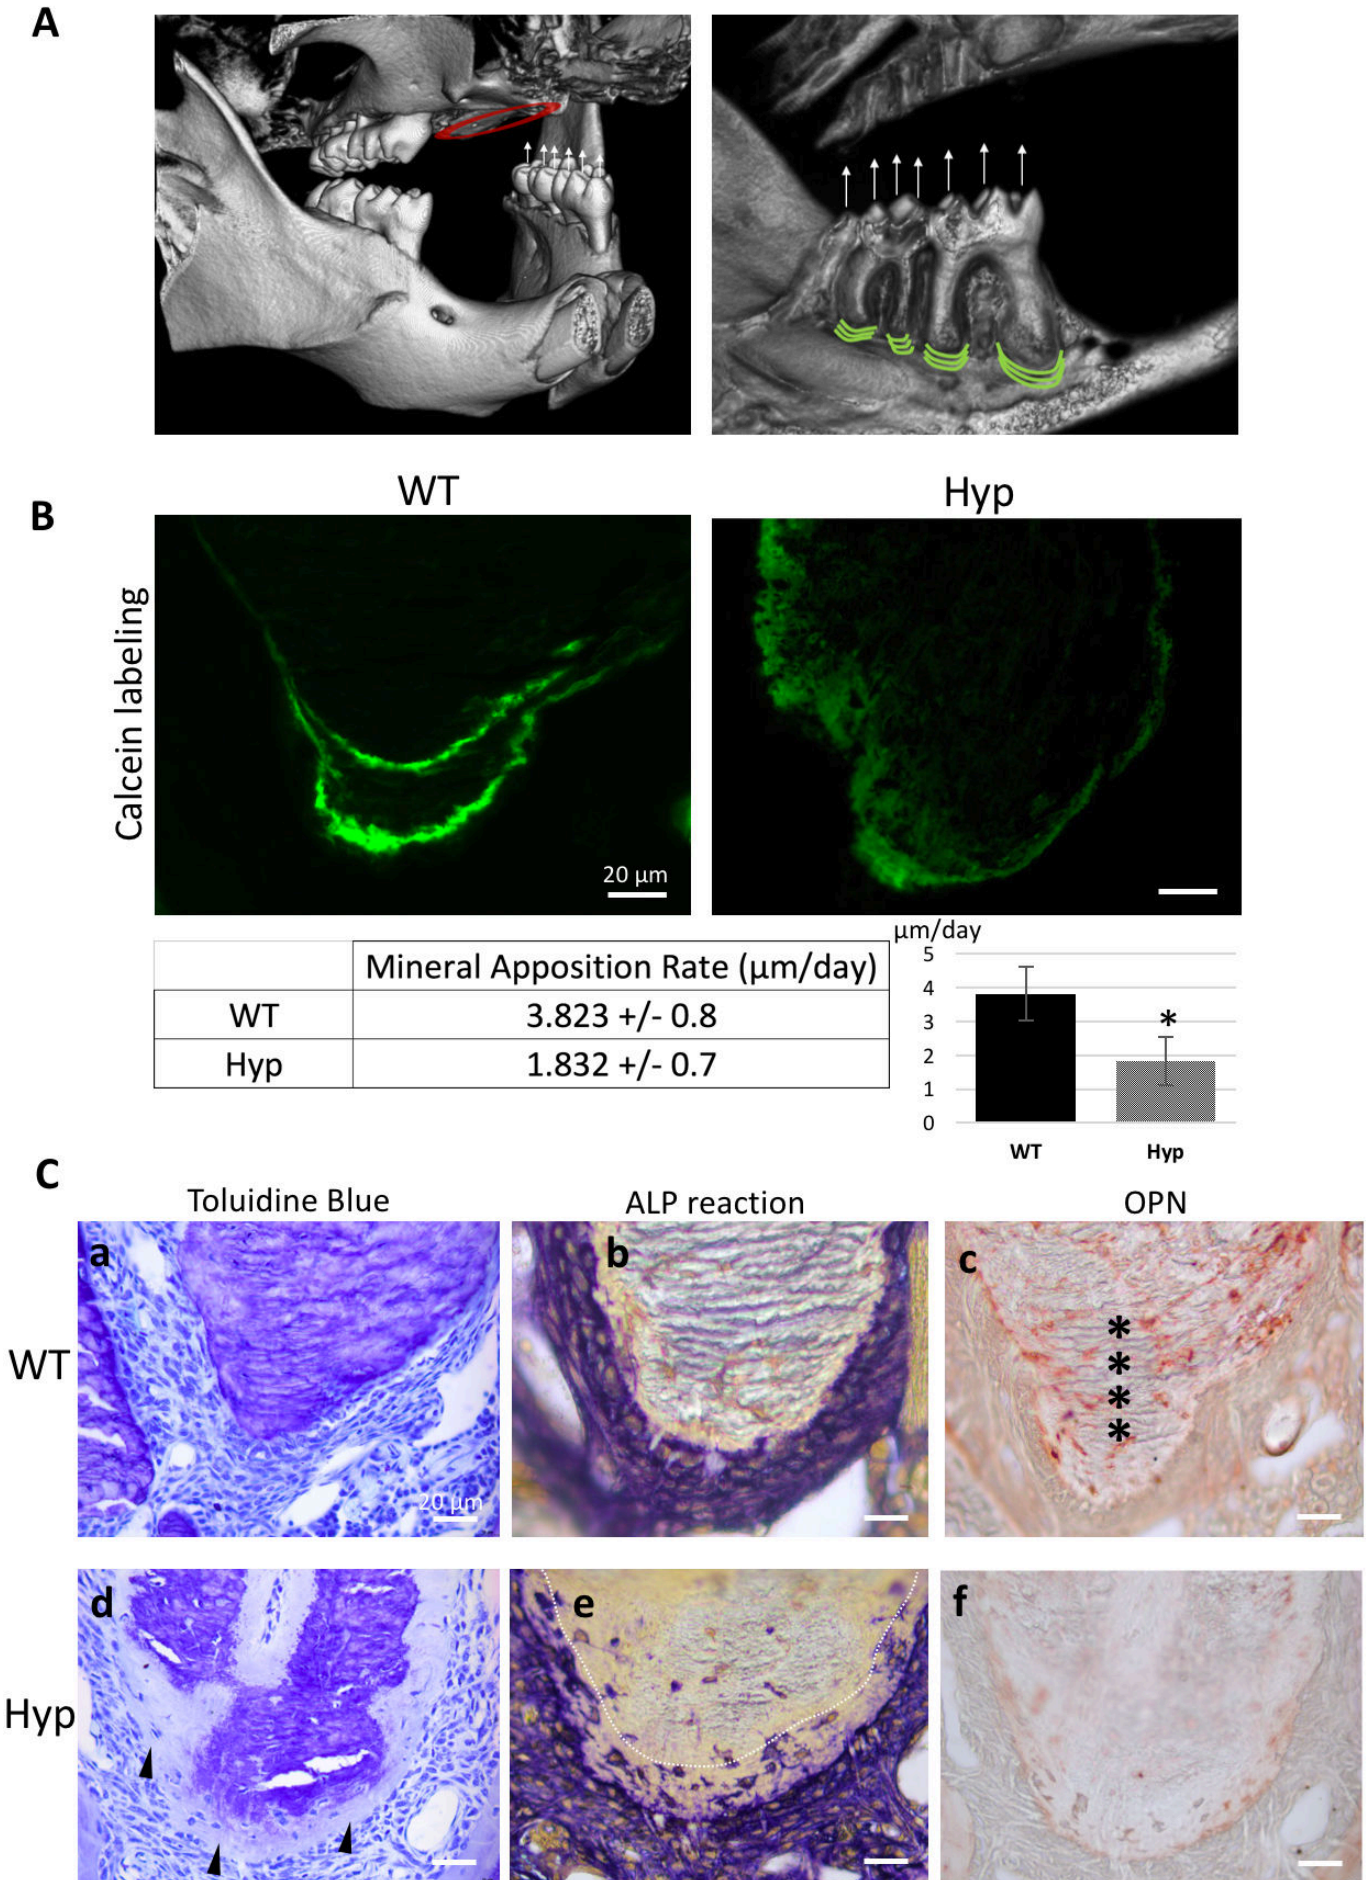 A
WT
Hyp
B
Calcein labeling
20 µm
µm/day
Mineral Apposition Rate (µm/day)
WT
3.823 +/- 0.8
Hyp
1.832 +/- 0.7
5
4
3
2
1
0
*
WT
Hyp
C
Toluidine Blue
ALP reaction
OPN
WT
a
20 µm
b
c
*
*
*
*
Hyp
d
e
f